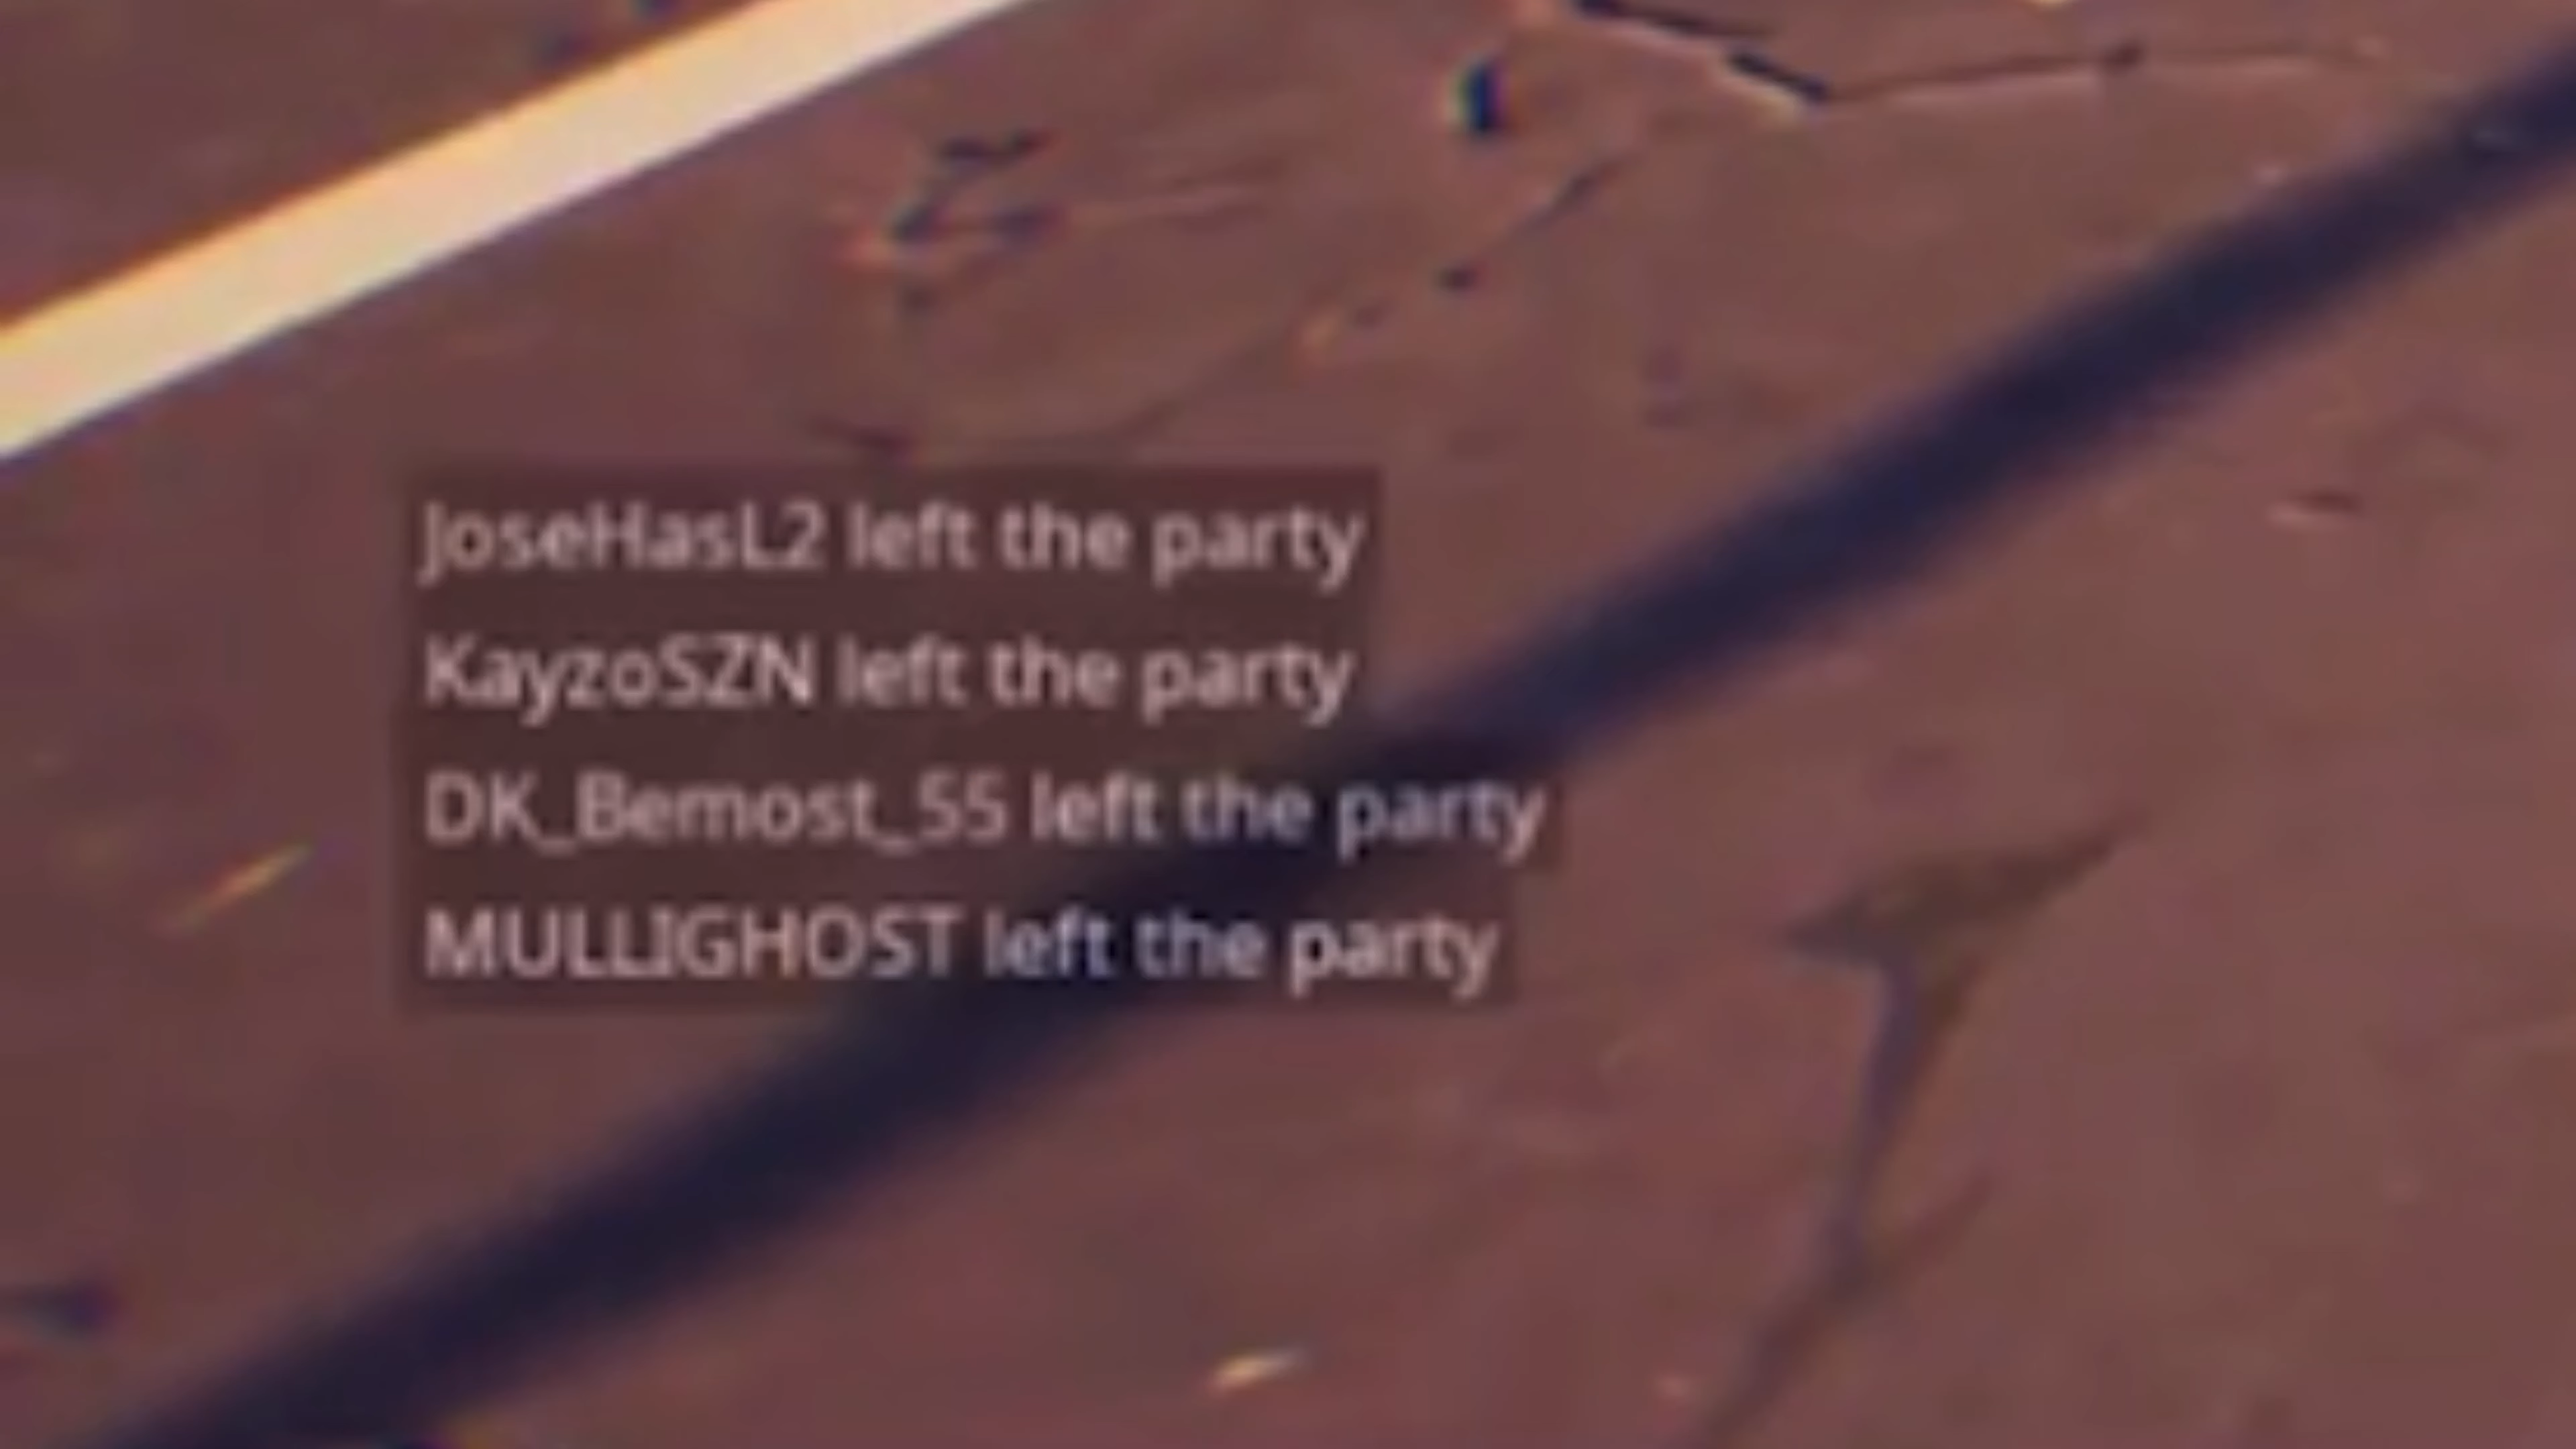 JoseHasL2 left the party
KayzoSZN left the party
DK_Bemost_55 left the party
MULLIGHOST left the party